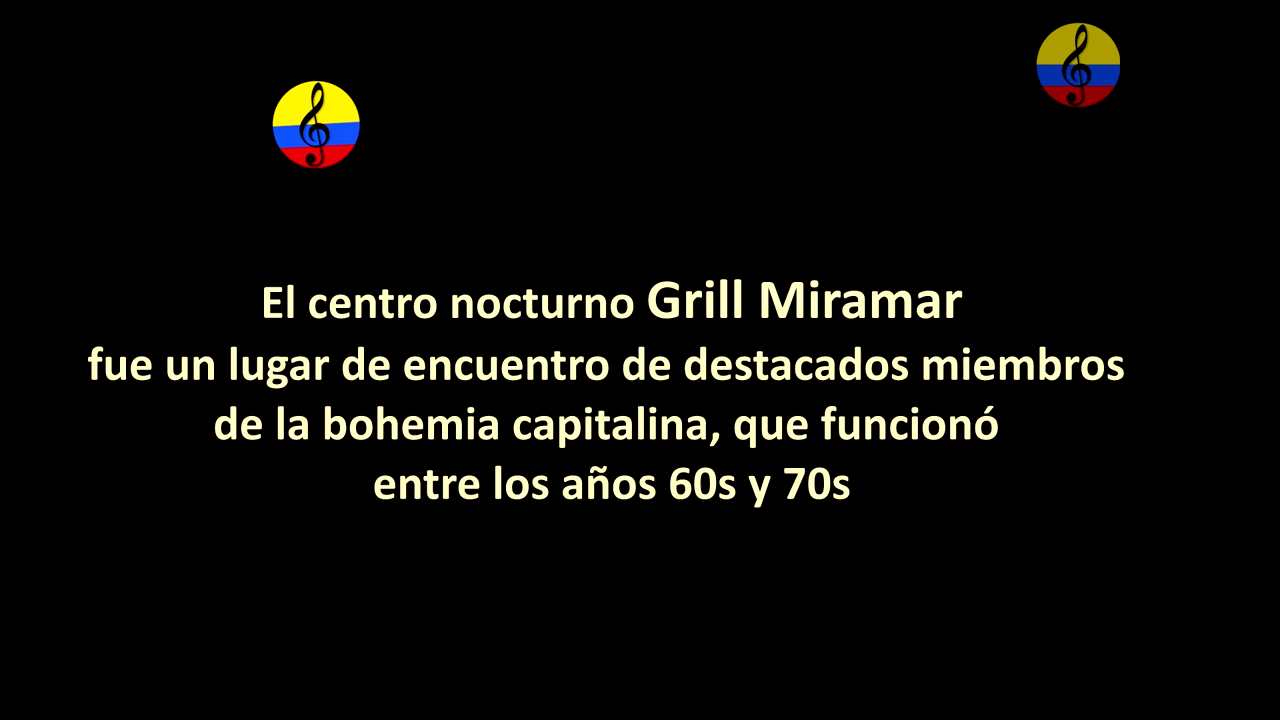 El centro nocturno Grill Miramar
fue un lugar de encuentro de destacados miembros
de la bohemia capitalina, que funcionó
entre los años 60s y 70s